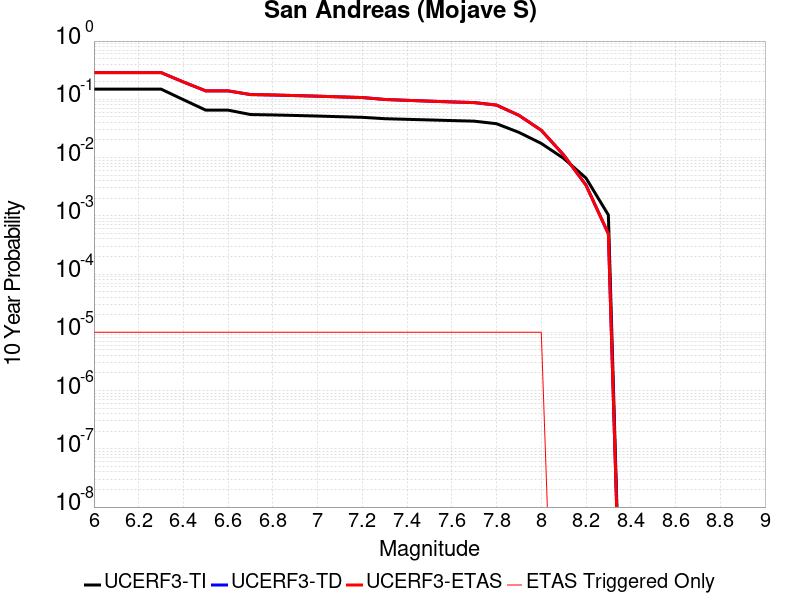 San Andreas (Mojave S)
10 0
10 -1
10 -2
10 -3
10 -4
10 -5
10 -6
10 -7
10 -8
10 Year Probability
6 6.2 6.4 6.6 6.8 7 7.2 7.4 7.6 7.8 8 8.2 8.4 8.6 8.8 9
Magnitude
UCERF3-TI UCERF3-TD UCERF3-ETAS ETAS Triggered Only